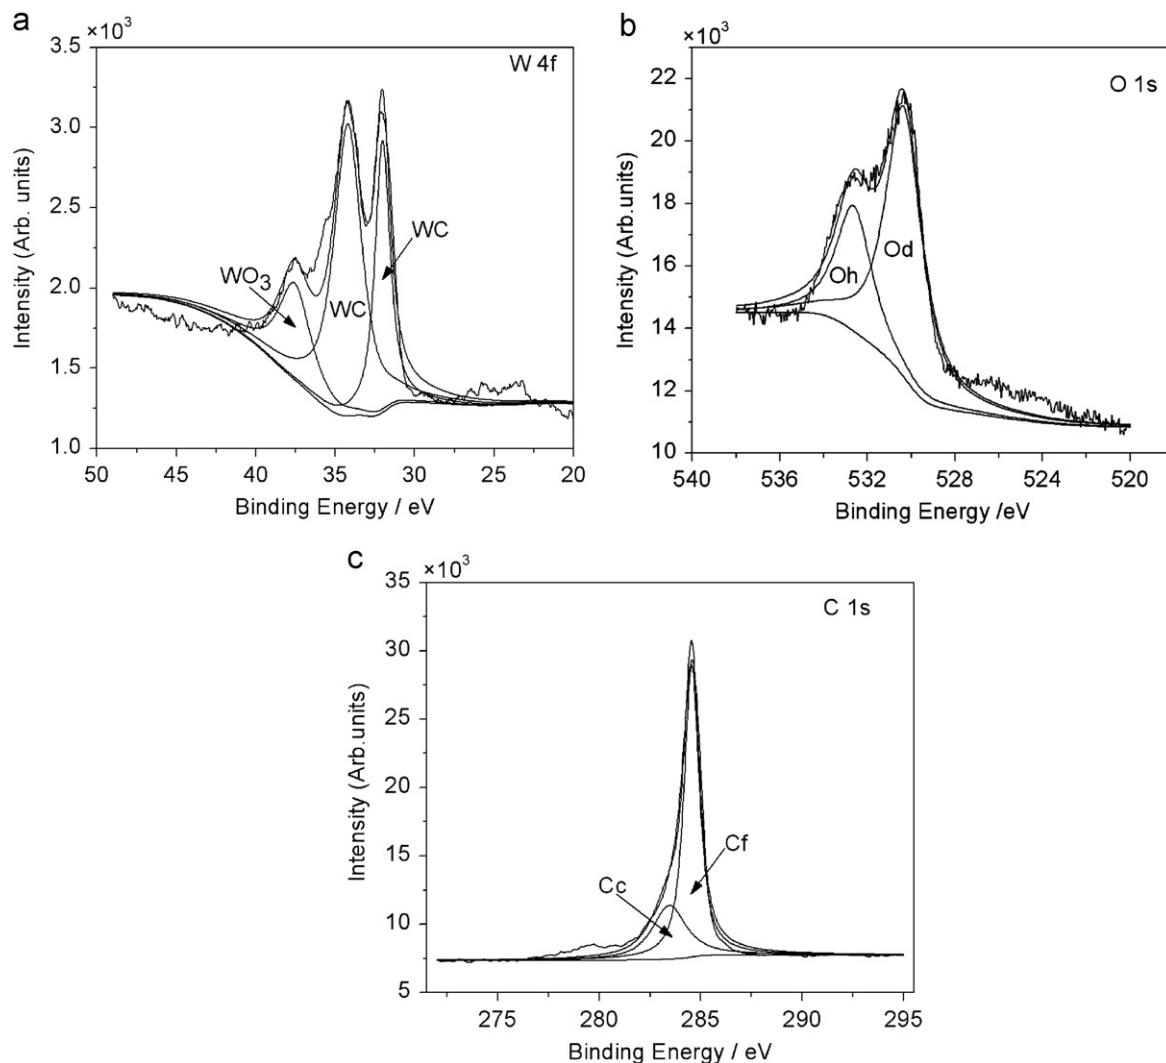 a
×10³
W 4f
3.5
3.0
2.5
2.0
1.5
1.0
WO₃
WC
WC
Intensity (Arb. units)
50 45 40 35 30 25 20
Binding Energy / eV
b
×10³
O 1s
22
20
18
16
14
11
10
Oh
Od
Intensity (Arb.units)
540 536 532 528 524 520
Binding Energy /eV
c
×10³
C 1s
35
30
25
20
15
10
5
Cc
Cf
Intensity (Arb.units)
275 280 285 290 295
Binding Energy / eV